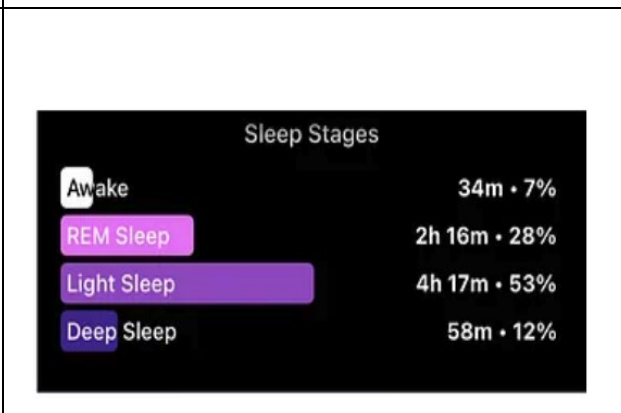 Sleep Stages
Awake 34m • 7%
REM Sleep 2h 16m • 28%
Light Sleep 4h 17m • 53%
Deep Sleep 58m • 12%